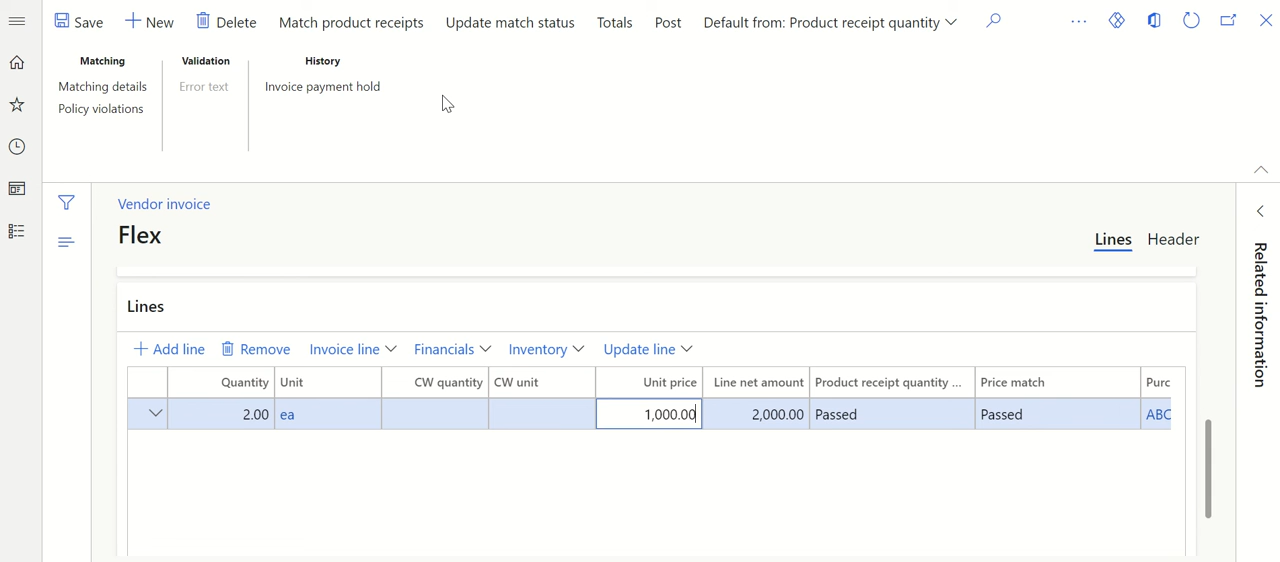 Save New Delete Match product receipts Update match status Totals Post Default from: Product receipt quantity
Matching Validation History
Matching details Error text Invoice payment hold
Policy violations
Vendor invoice
Flex
Lines Header
Related information
Lines
Add line Remove Invoice line Financials Inventory Update line
Quantity Unit CW quantity CW unit Unit price Line net amount Product receipt quantity ... Price match Purc
2.00 ea 1,000.00 2,000.00 Passed Passed ABC